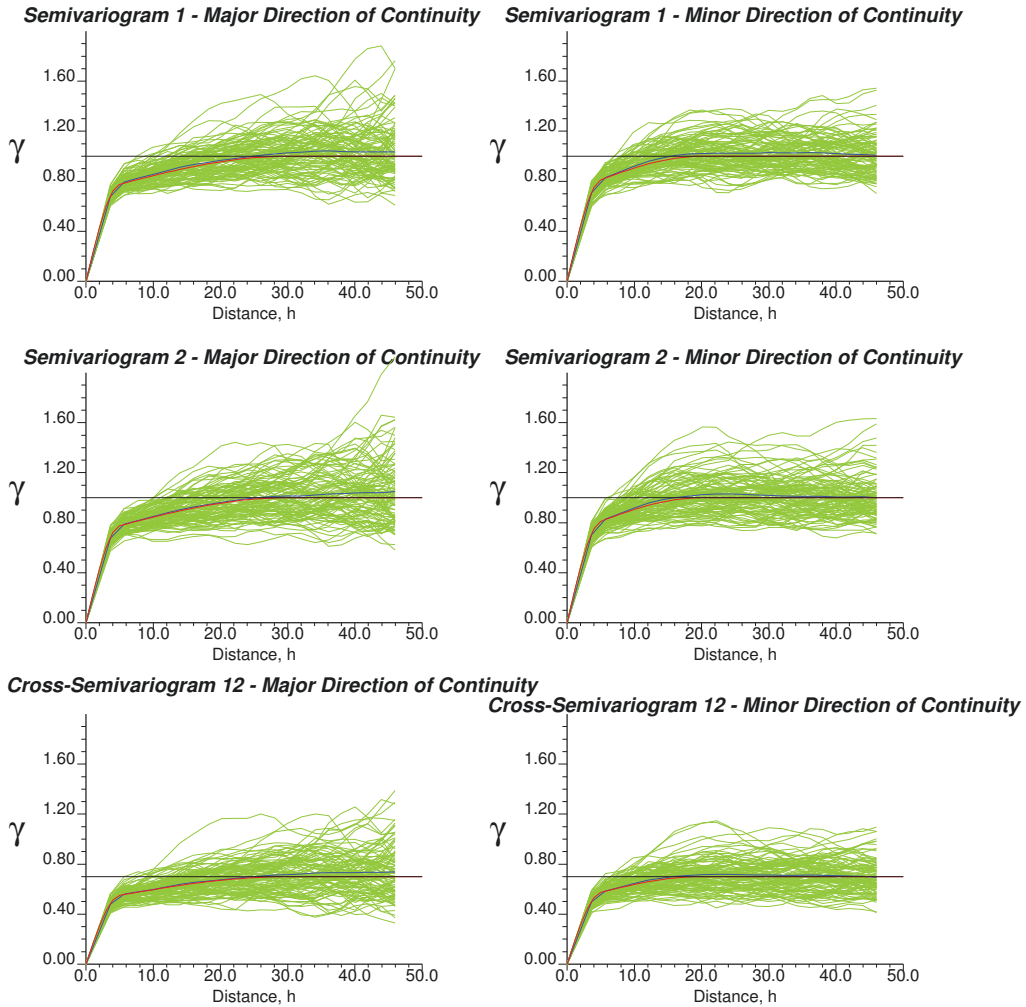 Semivariogram 1 - Major Direction of Continuity
γ
1.60
1.20
0.80
0.40
0.00
0.0 10.0 20.0 30.0 40.0 50.0
Distance, h
Semivariogram 1 - Minor Direction of Continuity
γ
1.60
1.20
0.80
0.40
0.00
0.0 10.0 20.0 30.0 40.0 50.0
Distance, h
Semivariogram 2 - Major Direction of Continuity
γ
1.60
1.20
0.80
0.40
0.00
0.0 10.0 20.0 30.0 40.0 50.0
Distance, h
Semivariogram 2 - Minor Direction of Continuity
γ
1.60
1.20
0.80
0.40
0.00
0.0 10.0 20.0 30.0 40.0 50.0
Distance, h
Cross-Semivariogram 12 - Major Direction of Continuity
γ
1.60
1.20
0.80
0.40
0.00
0.0 10.0 20.0 30.0 40.0 50.0
Distance, h
Cross-Semivariogram 12 - Minor Direction of Continuity
γ
1.60
1.20
0.80
0.40
0.00
0.0 10.0 20.0 30.0 40.0 50.0
Distance, h